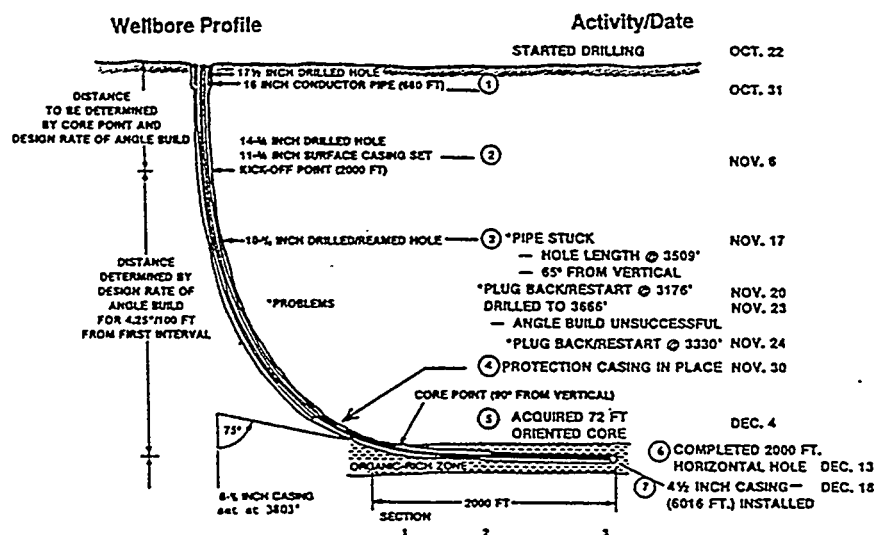 Wellbore Profile
Activity/Date
STARTED DRILLING OCT. 22
17½ INCH DRILLED HOLE
16 INCH CONDUCTOR PIPE (680 FT) 1
OCT. 31
DISTANCE
TO BE DETERMINED
BY CORE POINT AND
DESIGN RATE OF ANGLE BUILD
14-¾ INCH DRILLED HOLE
11-¾ INCH SURFACE CASING SET 2
KICK-OFF POINT (2000 FT)
NOV. 6
INCH DRILLED/REAMED HOLE 3 *PIPE STUCK NOV. 17
— HOLE LENGTH @ 3509'
— 65° FROM VERTICAL
DISTANCE
DETERMINED BY
DESIGN RATE OF
ANGLE BUILD
FOR 4.25°/100 FT
FROM FIRST INTERVAL
*PROBLEMS
*PLUG BACK/RESTART @ 3176' NOV. 20
DRILLED TO 3666' NOV. 23
— ANGLE BUILD UNSUCCESSFUL
*PLUG BACK/RESTART @ 3330' NOV. 24
4 PROTECTION CASING IN PLACE NOV. 30
CORE POINT (90° FROM VERTICAL)
5 ACQUIRED 72 FT
ORIENTED CORE
DEC. 4
75°
6 COMPLETED 2000 FT.
HORIZONTAL HOLE DEC. 13
ORGANIC-RICH ZONE
7 4½ INCH CASING— DEC. 18
(6016 FT.) INSTALLED
INCH CASING
set at 3803'
2000 FT
SECTION
1 2 3